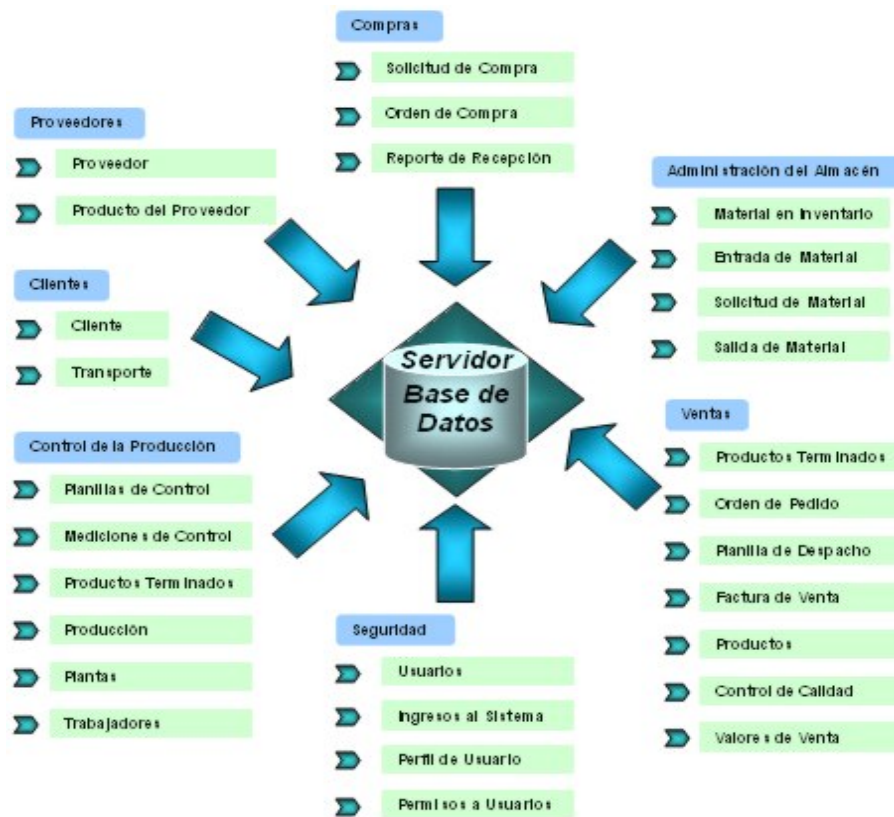 Compras
Solicitud de Compra
Orden de Compra
Reporte de Recepción
Proveedores
Proveedor
Producto del Proveedor
Clientes
Cliente
Transporte
Control de la Producción
Planillas de Control
Mediciones de Control
Productos Terminados
Producción
Plantas
Trabajadores
Servidor
Base de
Datos
Administración del Almacén
Material en Inventario
Entrada de Material
Solicitud de Material
Salida de Material
Ventas
Productos Terminados
Orden de Pedido
Planilla de Despacho
Factura de Venta
Productos
Control de Calidad
Valores de Venta
Seguridad
Usuarios
Ingresos al Sistema
Perfil de Usuario
Permisos a Usuarios